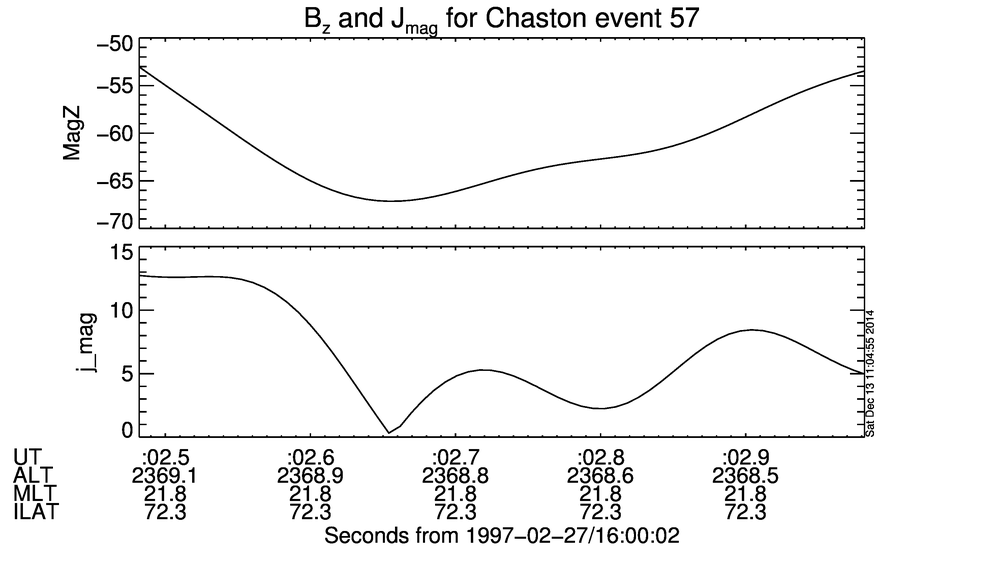 Bz and Jmag for Chaston event 57
−50
−55
−60
−65
−70
MagZ
15
10
5
0
j_mag
Sat Dec 13 11:04:55 2014
UT :02.5 :02.6 :02.7 :02.8 :02.9
ALT 2369.1 2368.9 2368.8 2368.6 2368.5
MLT 21.8 21.8 21.8 21.8 21.8
ILAT 72.3 72.3 72.3 72.3 72.3
Seconds from 1997−02−27/16:00:02